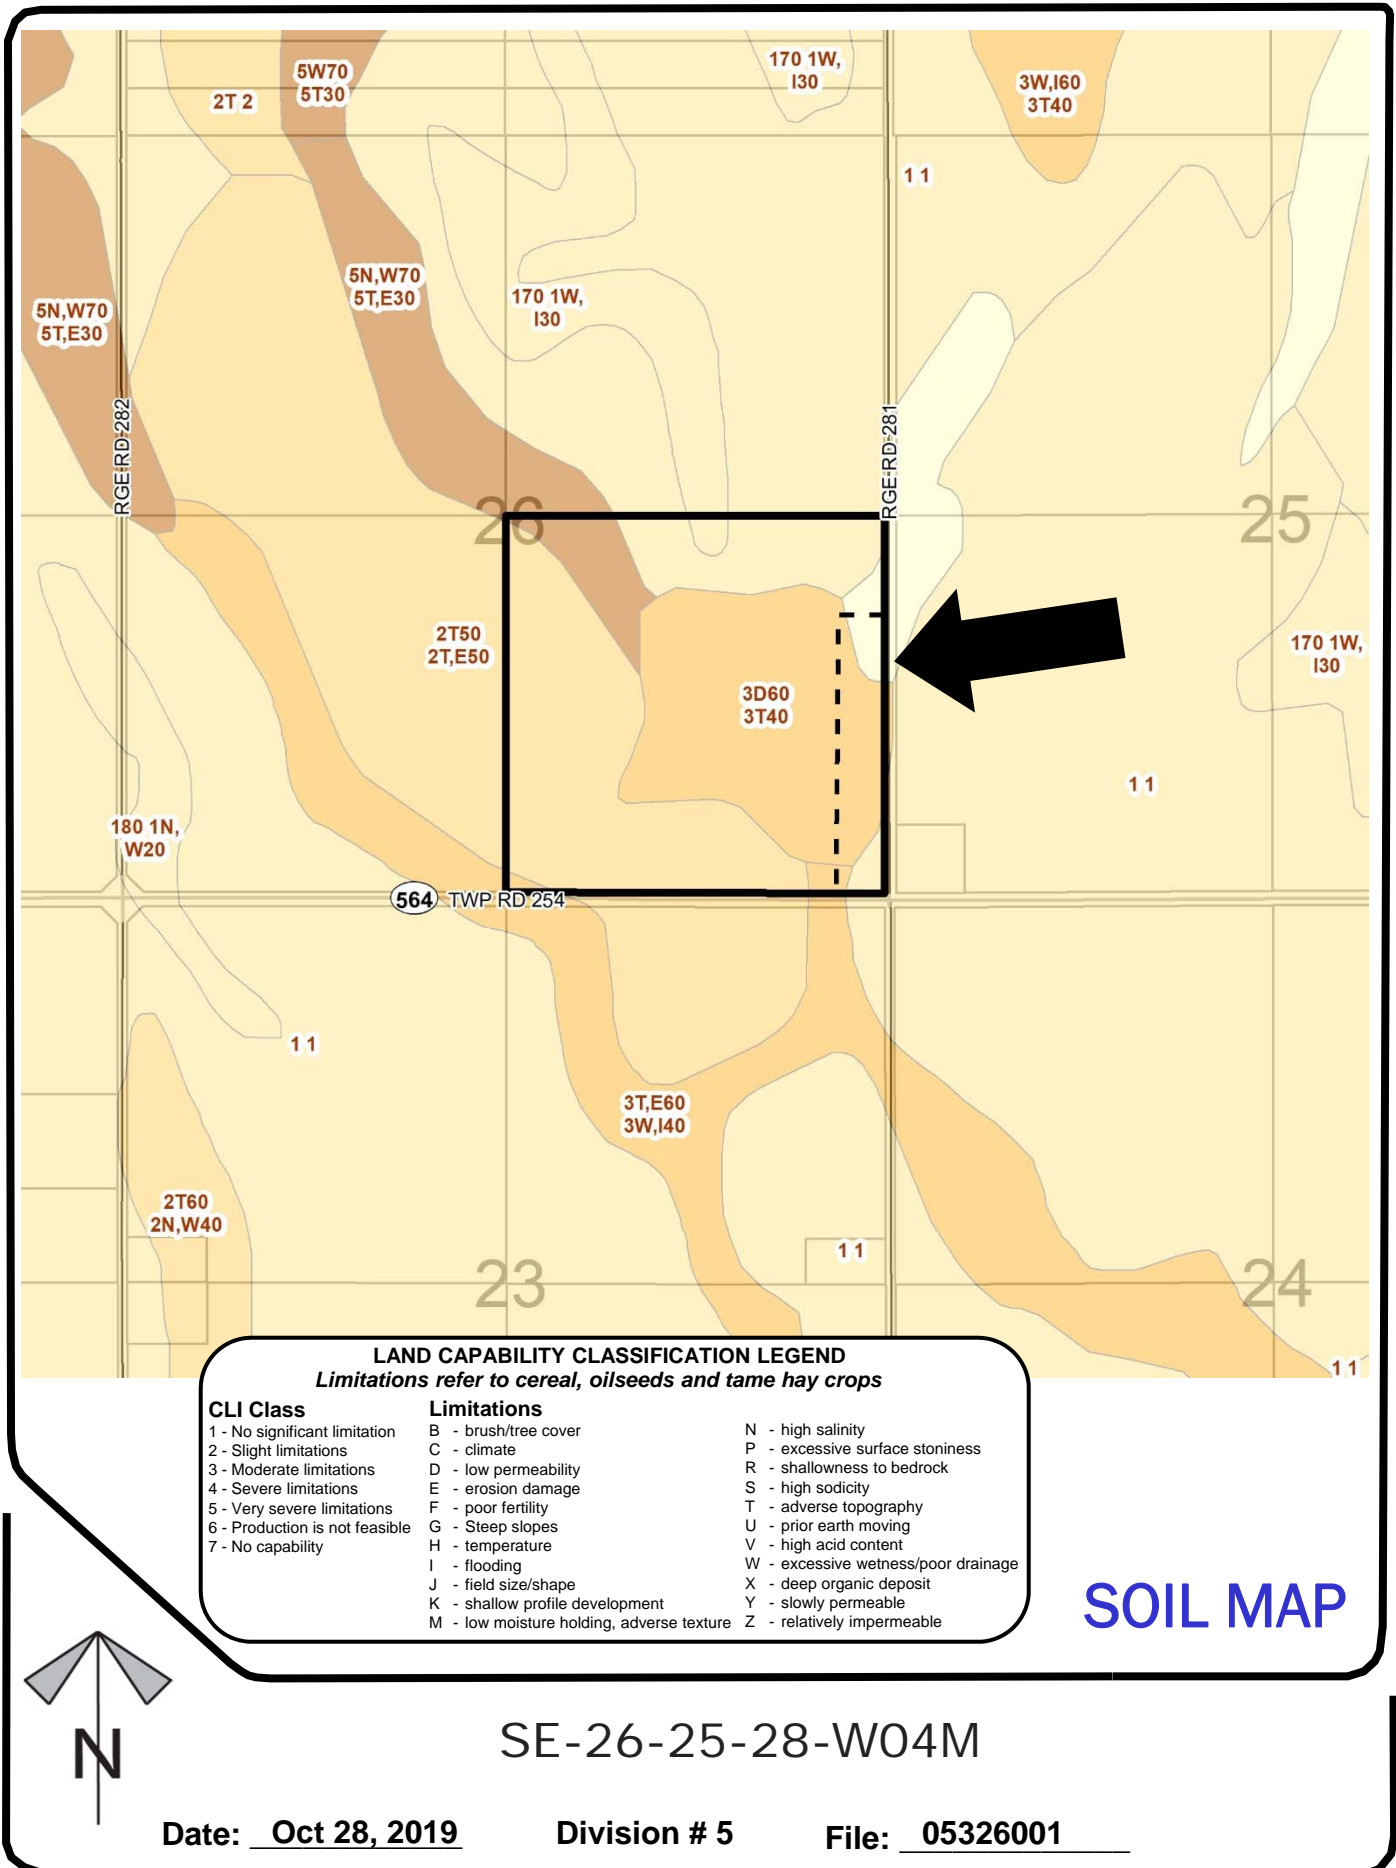 5W70
5T30
2T 2
170 1W,
I30
3W,I60
3T40
1 1
5N,W70
5T,E30
5N,W70
5T,E30
170 1W,
I30
RGE RD 282
RGE RD 281
26
25
2T50
2T,E50
170 1W,
I30
3D60
3T40
1 1
180 1N,
W20
564 TWP RD 254
1 1
3T,E60
3W,I40
2T60
2N,W40
1 1
23
24
1 1
LAND CAPABILITY CLASSIFICATION LEGEND
Limitations refer to cereal, oilseeds and tame hay crops
CLI Class
1 - No significant limitation
2 - Slight limitations
3 - Moderate limitations
4 - Severe limitations
5 - Very severe limitations
6 - Production is not feasible
7 - No capability
Limitations
B - brush/tree cover
C - climate
D - low permeability
E - erosion damage
F - poor fertility
G - Steep slopes
H - temperature
I - flooding
J - field size/shape
K - shallow profile development
M - low moisture holding, adverse texture
N - high salinity
P - excessive surface stoniness
R - shallowness to bedrock
S - high sodicity
T - adverse topography
U - prior earth moving
V - high acid content
W - excessive wetness/poor drainage
X - deep organic deposit
Y - slowly permeable
Z - relatively impermeable
SOIL MAP
N
SE-26-25-28-W04M
Date: Oct 28, 2019 Division # 5 File: 05326001